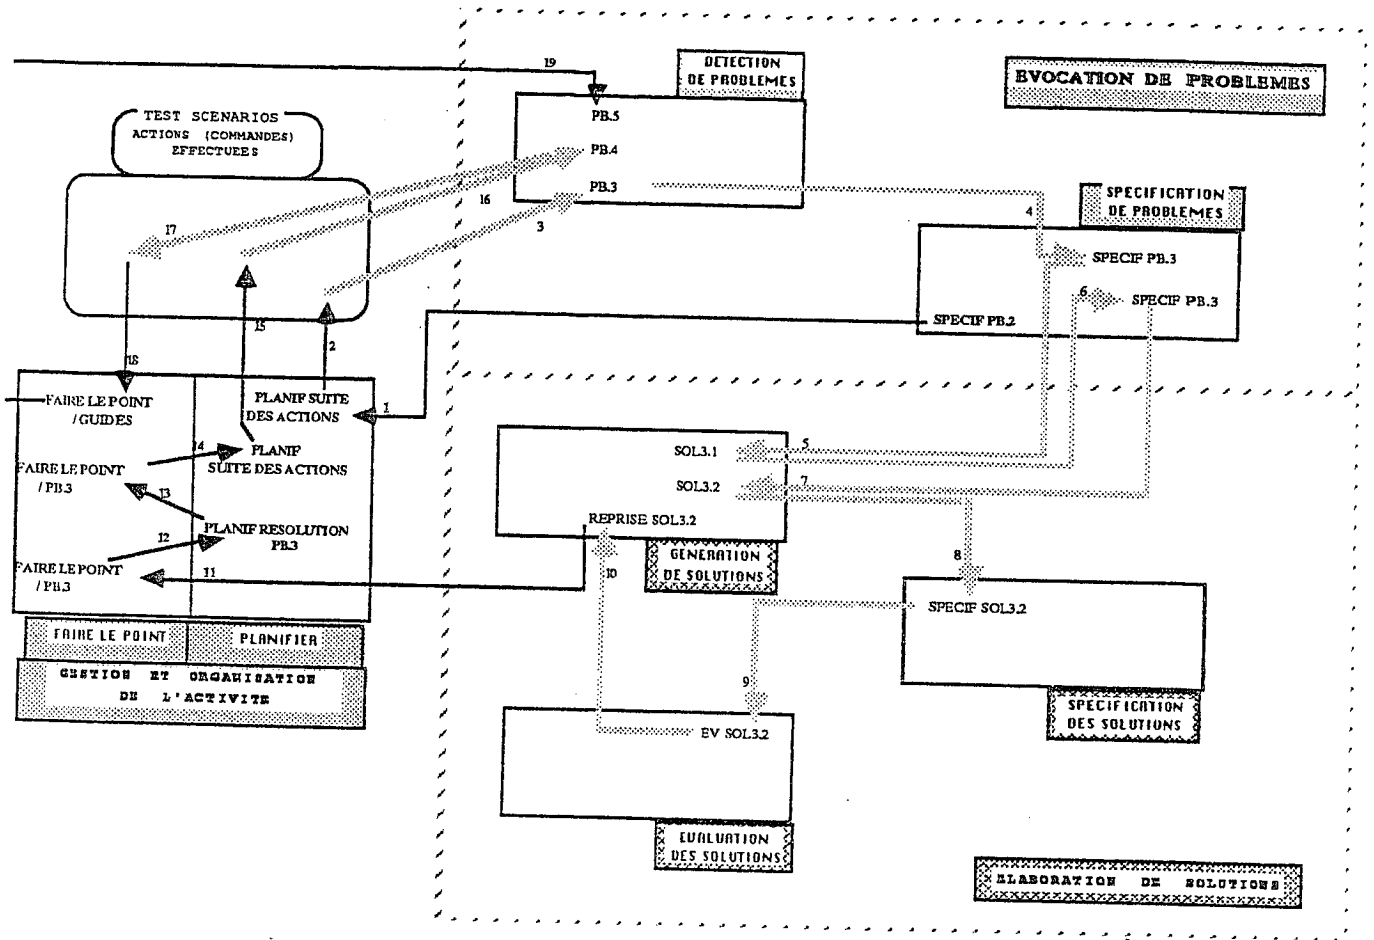 19
DETECTION
DE PROBLEMES
EVOCATION DE PROBLEMES
TEST SCENARIOS
ACTIONS (COMMANDES)
EFFECTUEES
PB.5
PB.4
PB.3
16
17
3
4
SPECIFICATION
DE PROBLEMES
SPECIF PB.3
6
SPECIF PB.3
SPECIF PB.2
15
2
18
1
FAIRE LE POINT
/ GUIDES
PLANIF SUITE
DES ACTIONS
14
PLANIF
SUITE DES ACTIONS
FAIRE LE POINT
/ PB.3
13
PLANIF RESOLUTION
PB.3
12
FAIRE LE POINT
/ PB.3
11
FAIRE LE POINT
PLANIFIER
GESTION ET ORGANISATION
DE L'ACTIVITE
SOL3.1
5
SOL3.2
7
REPRISE SOL3.2
GENERATION
DE SOLUTIONS
10
8
SPECIF SOL3.2
SPECIFICATION
DES SOLUTIONS
9
EV SOL3.2
EVALUATION
DES SOLUTIONS
ELABORATION DE SOLUTIONS